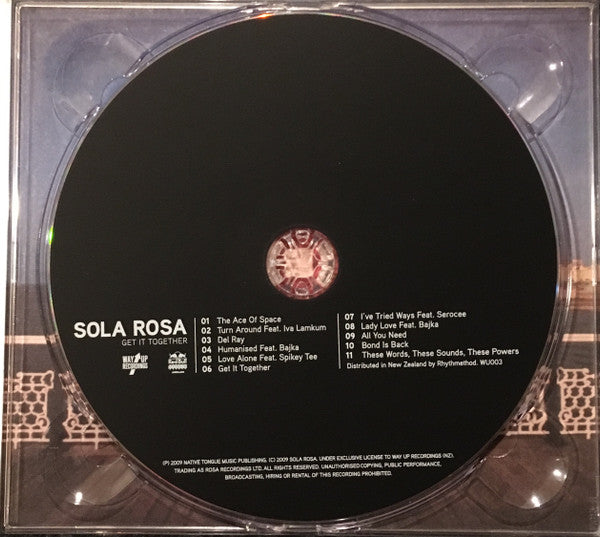 SOLA ROSA
GET IT TOGETHER
WAY UP
RECORDINGS
01 The Ace Of Space
02 Turn Around Feat. Iva Lamkum
03 Del Ray
04 Humanised Feat. Bajka
05 Love Alone Feat. Spikey Tee
06 Get It Together
07 I've Tried Ways Feat. Serocee
08 Lady Love Feat. Bajka
09 All You Need
10 Bond Is Back
11 These Words, These Sounds, These Powers
Distributed in New Zealand by Rhythmethod. WU003
(P) 2009 NATIVE TONGUE MUSIC PUBLISHING. (C) 2009 SOLA ROSA. UNDER EXCLUSIVE LICENSE TO WAY UP RECORDINGS (NZ).
TRADING AS ROSA RECORDINGS LTD. ALL RIGHTS RESERVED. UNAUTHORISED COPYING, PUBLIC PERFORMANCE,
BROADCASTING, HIRING OR RENTAL OF THIS RECORDING PROHIBITED.